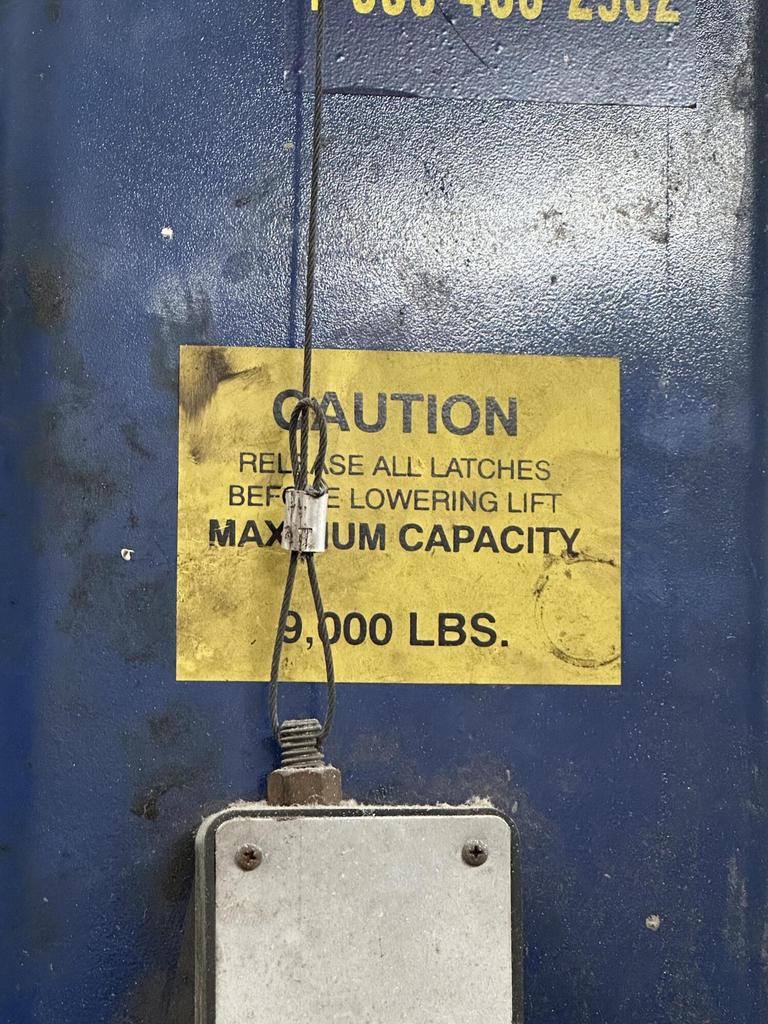 CAUTION
RELEASE ALL LATCHES
BEFORE LOWERING LIFT
MAXIMUM CAPACITY
9,000 LBS.